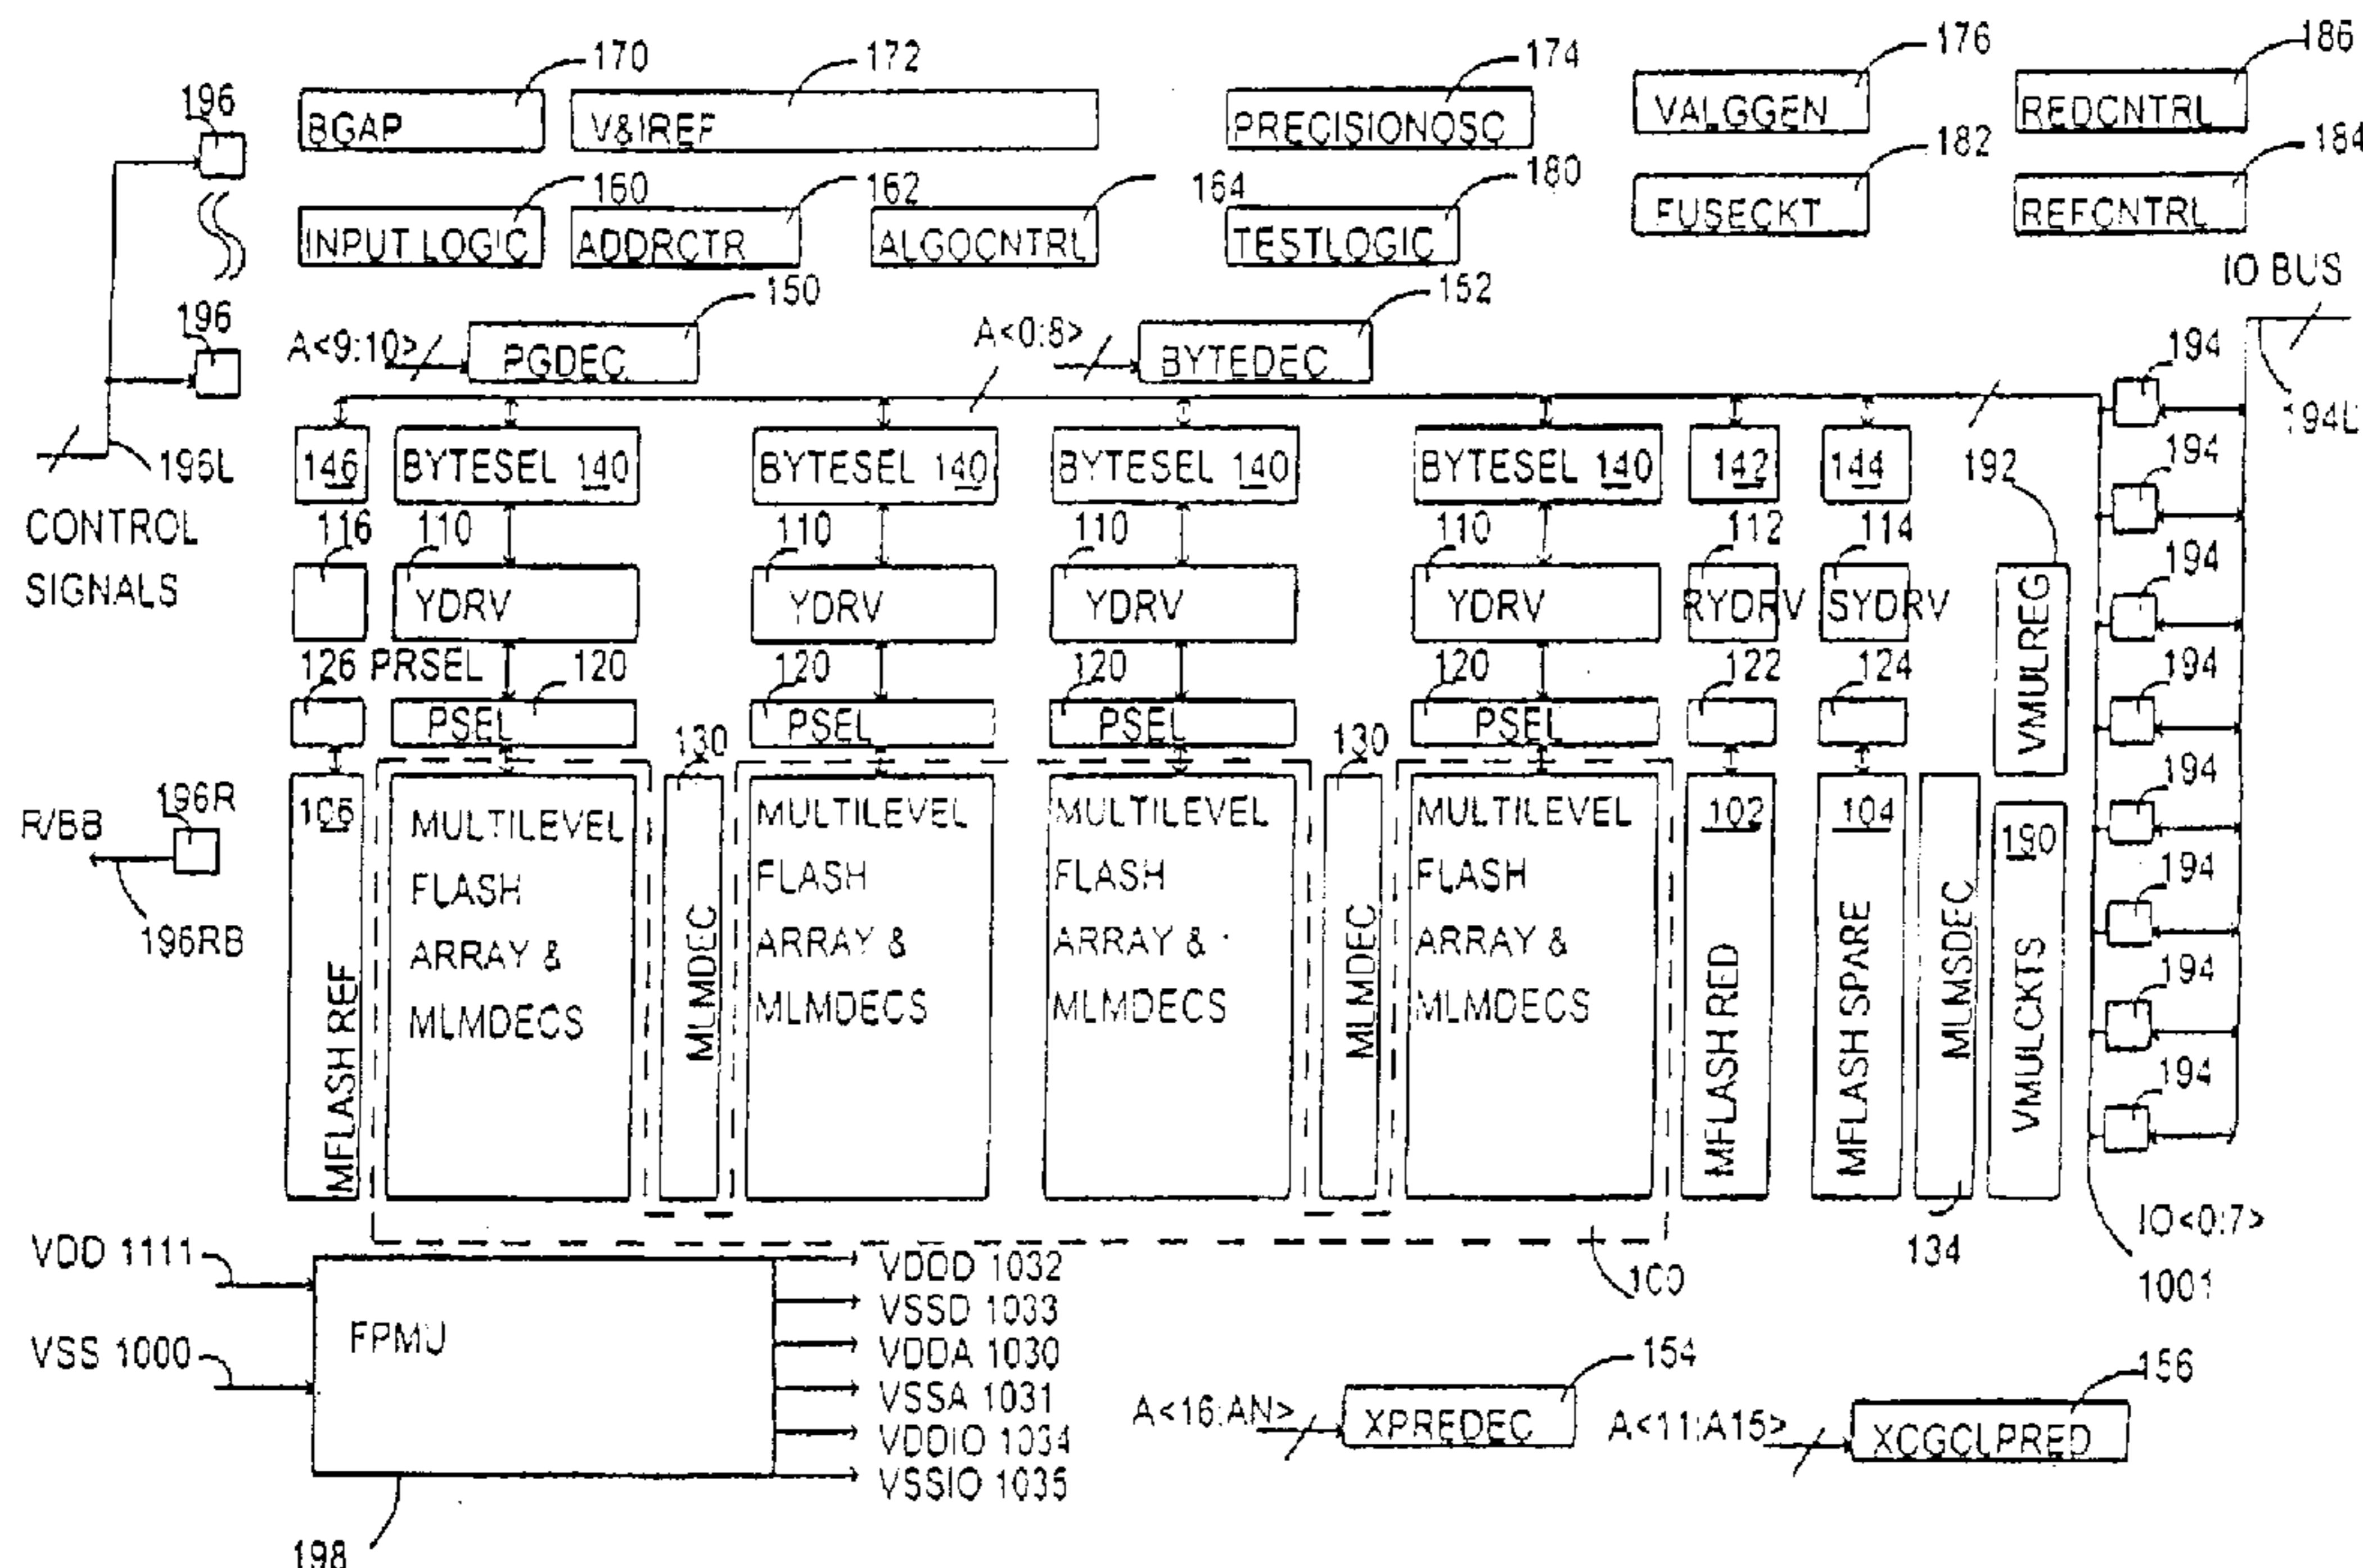 170 172 174 176 186
196 BGAP V&IREF PRECISIONOSC VALGGEN REDCNTRL
160 162 164 180 182 184
INPUT LOGIC ADDRCTR ALGOCNTRL TESTLOGIC FUSECKT REFCNTRL
IO BUS
150 152
196 A<9:10> PGDEC A<0:8> BYTEDEC 194
194L
196L 146 BYTESEL 140 BYTESEL 140 BYTESEL 140 BYTESEL 140 142 144 192 194
CONTROL
SIGNALS
116 110 110 110 110 112 114 194
YDRV YDRV YDRV YDRV RYDRV SYDRV VMULREG
126 PRSEL 120 120 120 120 122 124 194
PSEL PSEL PSEL PSEL
130 130 194
R/BB 196R
196RB
106 MFLASH REF
MULTILEVEL
FLASH
ARRAY &
MLMDECS
MLMDEC
MULTILEVEL
FLASH
ARRAY &
MLMDECS
MULTILEVEL
FLASH
ARRAY &
MLMDECS
MLMDEC
MULTILEVEL
FLASH
ARRAY &
MLMDECS
102 MFLASH RED
104 MFLASH SPARE
MLMSDEC
190 VMULCKTS
194
194
194
100
134
IO<0:7>
1001
VDD 1111
VSS 1000
FPMU
198
VDDD 1032
VSSD 1033
VDDA 1030
VSSA 1031
VDDIO 1034
VSSIO 1035
A<16:AN> XPREDEC 154
A<11:A15> XCGCLPRED 156